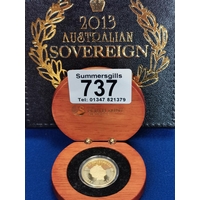 2013
AUSTRALIAN
SOVEREIGN
Summersgills
737
Tel: 01347 821379